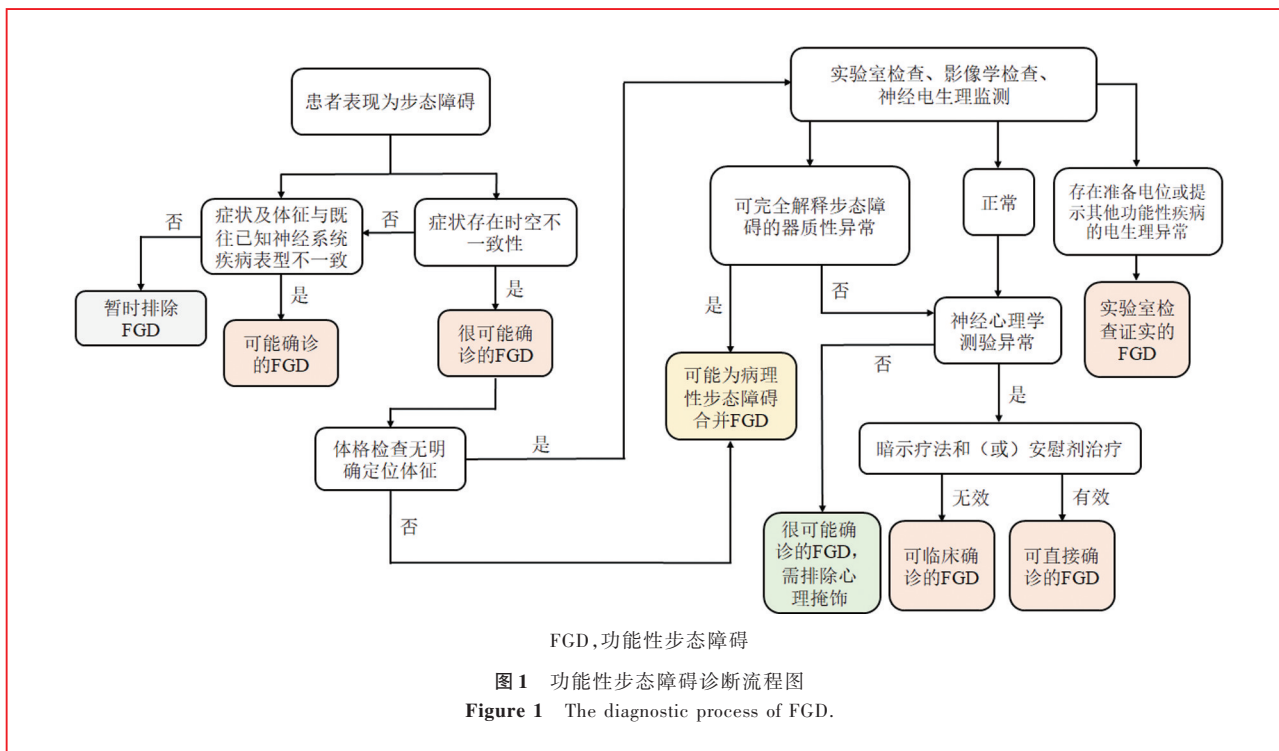 患者表现为步态障碍
否
症状及体征与既
往已知神经系统
疾病表型不一致
否
症状存在时空不
一致性
是
是
暂时排除
FGD
可能确诊
的FGD
很可能确
诊的FGD
体格检查无明
确定位体征
是
否
实验室检查、影像学检查、
神经电生理监测
可完全解释步态障
碍的器质性异常
正常
存在准备电位或提
示其他功能性疾病
的电生理异常
是
否
神经心理学
测验异常
实验室检
查证实的
FGD
可能为病理
性步态障碍
合并FGD
否
是
暗示疗法和（或）安慰剂治疗
无效
有效
很可能确
诊的FGD，
需排除心
理掩饰
可临床确
诊的FGD
可直接确
诊的FGD
FGD,功能性步态障碍
图1 功能性步态障碍诊断流程图
Figure 1 The diagnostic process of FGD.